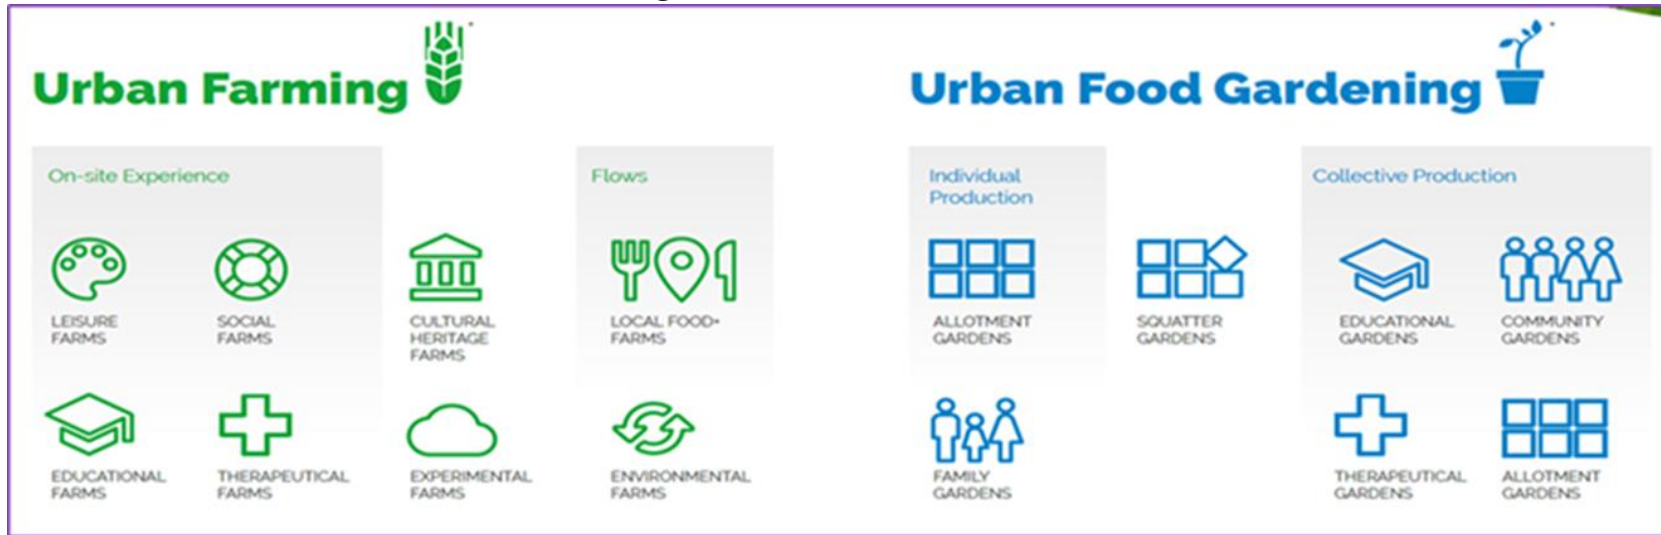 Urban Farming
On-site Experience
LEISURE
FARMS
SOCIAL
FARMS
CULTURAL
HERITAGE
FARMS
Flows
LOCAL FOOD+
FARMS
EDUCATIONAL
FARMS
THERAPEUTICAL
FARMS
EXPERIMENTAL
FARMS
ENVIRONMENTAL
FARMS
Urban Food Gardening
Individual
Production
ALLOTMENT
GARDENS
SQUATTER
GARDENS
Collective Production
EDUCATIONAL
GARDENS
COMMUNITY
GARDENS
FAMILY
GARDENS
THERAPEUTICAL
GARDENS
ALLOTMENT
GARDENS